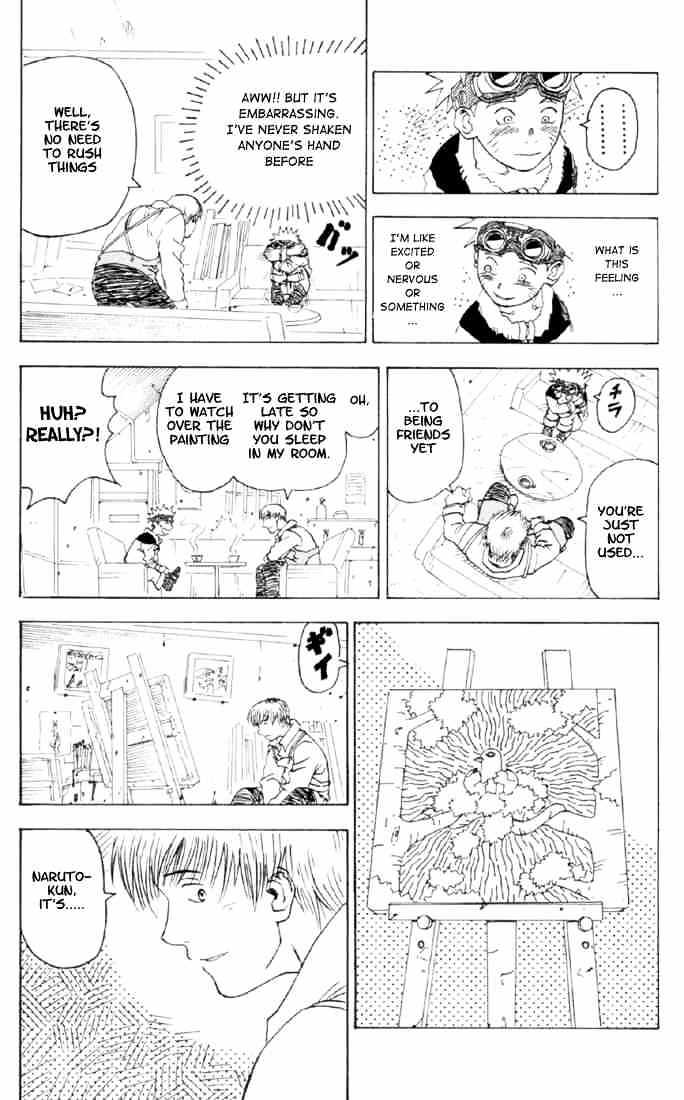 .........
WHAT IS
THIS
FEELING
...
I'M LIKE
EXCITED
OR
NERVOUS
OR
SOMETHING
...
AWW!! BUT IT'S
EMBARRASSING.
I'VE NEVER SHAKEN
ANYONE'S HAND
BEFORE
バッ
WELL,
THERE'S
NO NEED
TO RUSH
THINGS
チラ
YOU'RE
JUST
NOT
USED...
...TO
BEING
FRIENDS
YET
OH,
IT'S GETTING
LATE SO
WHY DON'T
YOU SLEEP
IN MY ROOM.
I HAVE
TO WATCH
OVER THE
PAINTING
HUH?
REALLY?!
ギイ
NARUTO-
KUN,
IT'S.....